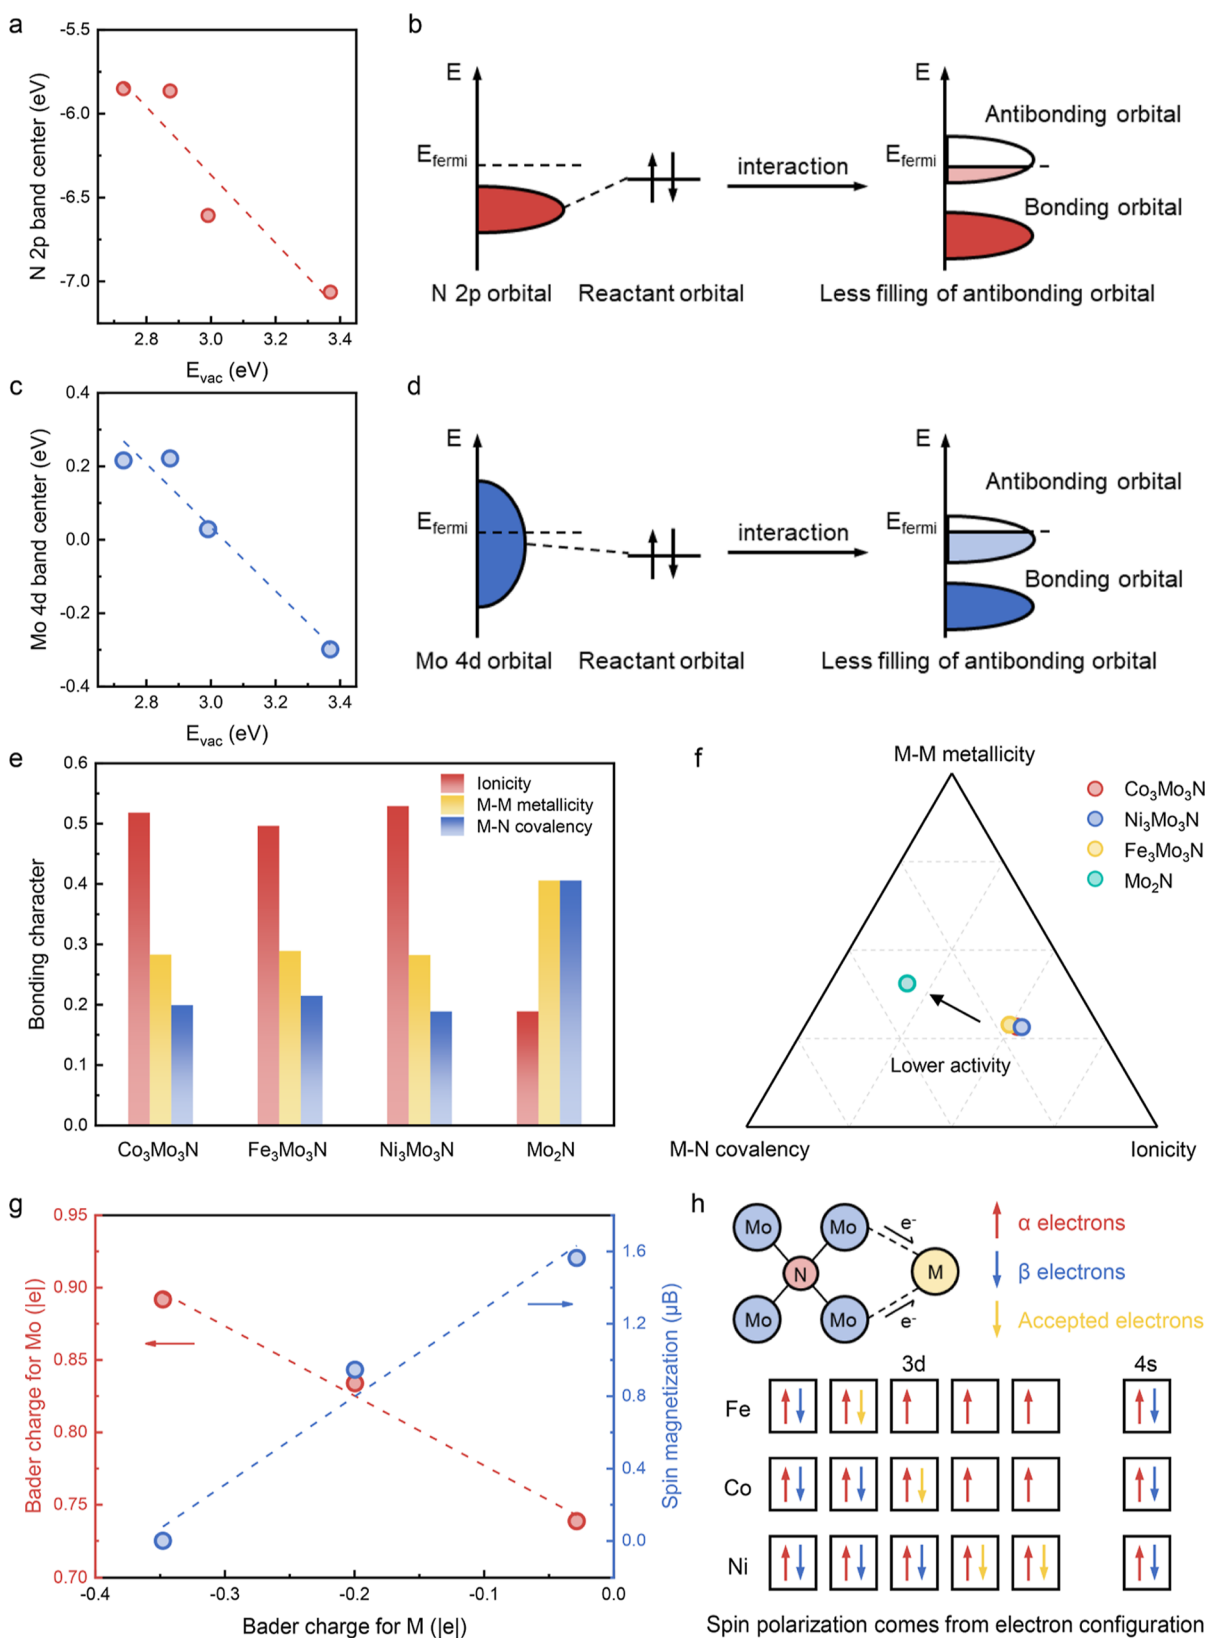 a
-5.5
-6.0
-6.5
-7.0
N 2p band center (eV)
2.8
3.0
3.2
3.4
Evac (eV)
b
E
Efermi
interaction
E
Efermi
Antibonding orbital
Bonding orbital
N 2p orbital
Reactant orbital
Less filling of antibonding orbital
c
0.4
0.2
0.0
-0.2
-0.4
Mo 4d band center (eV)
2.8
3.0
3.2
3.4
Evac (eV)
d
E
Efermi
interaction
E
Efermi
Antibonding orbital
Bonding orbital
Mo 4d orbital
Reactant orbital
Less filling of antibonding orbital
e
0.6
0.5
0.4
0.3
0.2
0.1
0.0
Bonding character
Ionicity
M-M metallicity
M-N covalency
Co3Mo3N
Fe3Mo3N
Ni3Mo3N
Mo2N
f
M-M metallicity
Co3Mo3N
Ni3Mo3N
Fe3Mo3N
Mo2N
Lower activity
M-N covalency
Ionicity
g
0.95
0.90
0.85
0.80
0.75
0.70
Bader charge for Mo (|e|)
1.6
1.2
0.8
0.4
0.0
Spin magnetization (μB)
-0.4
-0.3
-0.2
-0.1
0.0
Bader charge for M (|e|)
h
Mo
Mo
N
Mo
Mo
M
e-
e-
α electrons
β electrons
Accepted electrons
3d
4s
Fe
Co
Ni
Spin polarization comes from electron configuration